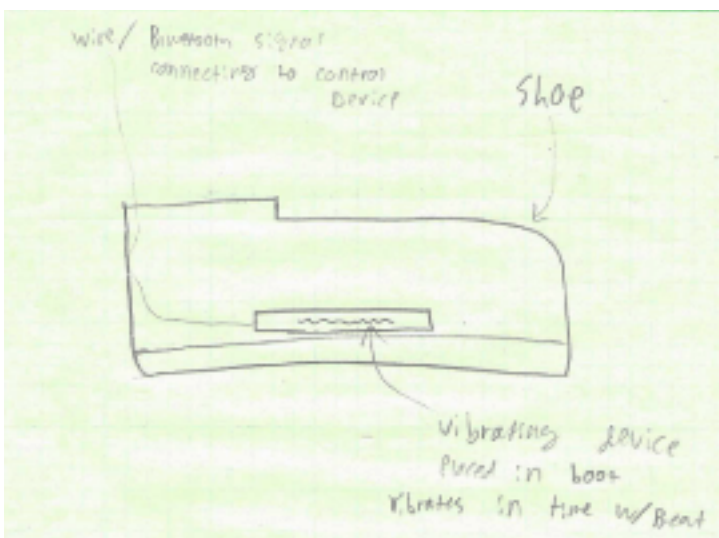 wire/ Bluetooth signal
connecting to control
Device
Shoe
vibrating device
placed in boot
vibrates in time w/ Beat